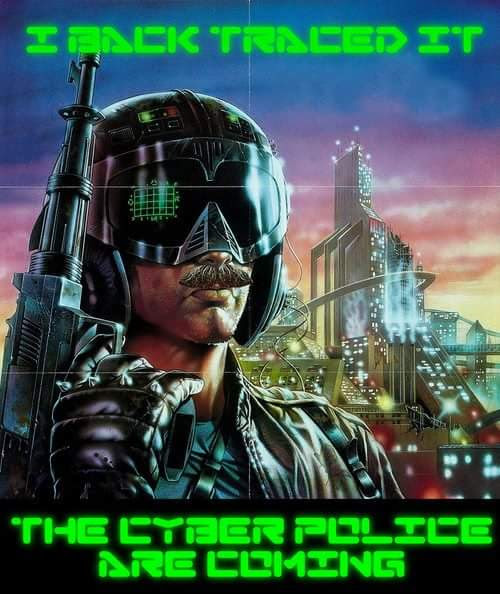 I BACK TRACED IT
THE CYBER POLICE
ARE COMING